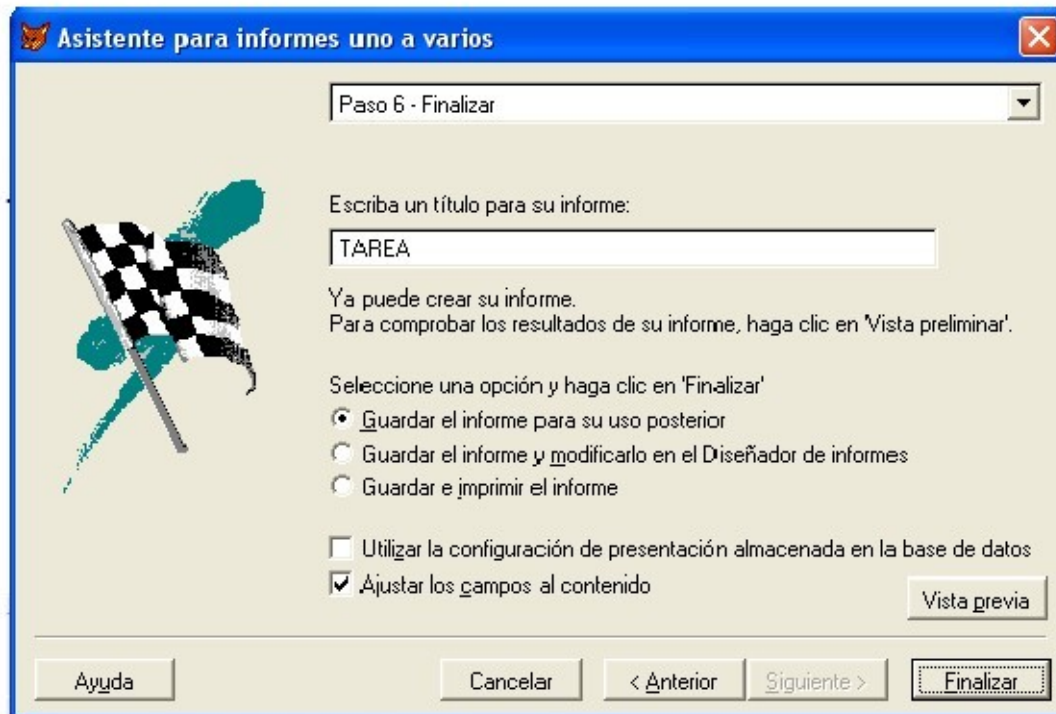 Asistente para informes uno a varios
Paso 6 - Finalizar
Escriba un título para su informe:
TAREA
Ya puede crear su informe.
Para comprobar los resultados de su informe, haga clic en 'Vista preliminar'.
Seleccione una opción y haga clic en 'Finalizar'
Guardar el informe para su uso posterior
Guardar el informe y modificarlo en el Diseñador de informes
Guardar e imprimir el informe
Utilizar la configuración de presentación almacenada en la base de datos
Ajustar los campos al contenido
Vista previa
Ayuda
Cancelar
< Anterior
Siguiente >
Finalizar